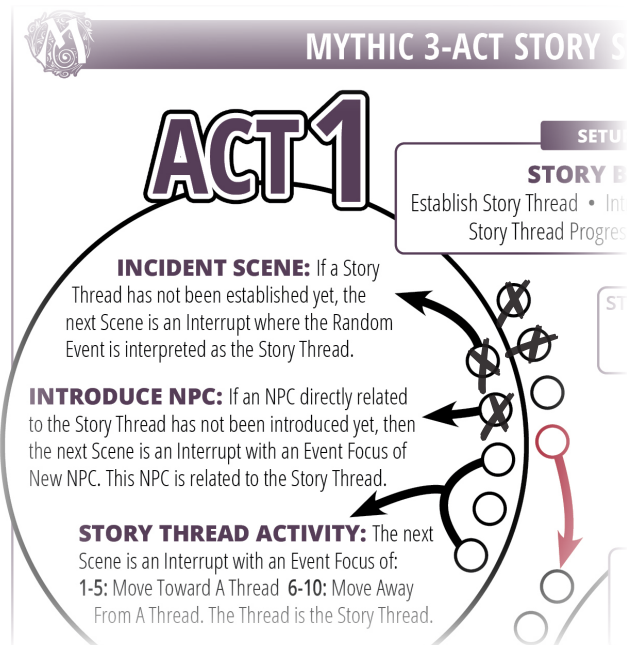 MYTHIC 3-ACT STORY S
ACT 1
SETU
STORY B
Establish Story Thread • Int
Story Thread Progres
INCIDENT SCENE: If a Story
Thread has not been established yet, the
next Scene is an Interrupt where the Random
Event is interpreted as the Story Thread.
ST
INTRODUCE NPC: If an NPC directly related
to the Story Thread has not been introduced yet, then
the next Scene is an Interrupt with an Event Focus of
New NPC. This NPC is related to the Story Thread.
STORY THREAD ACTIVITY: The next
Scene is an Interrupt with an Event Focus of:
1-5: Move Toward A Thread 6-10: Move Away
From A Thread. The Thread is the Story Thread.